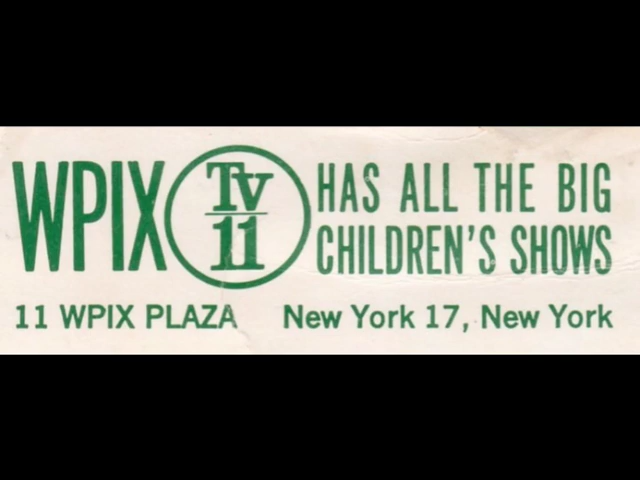 WPIX TV 11 HAS ALL THE BIG
CHILDREN'S SHOWS
11 WPIX PLAZA New York 17, New York